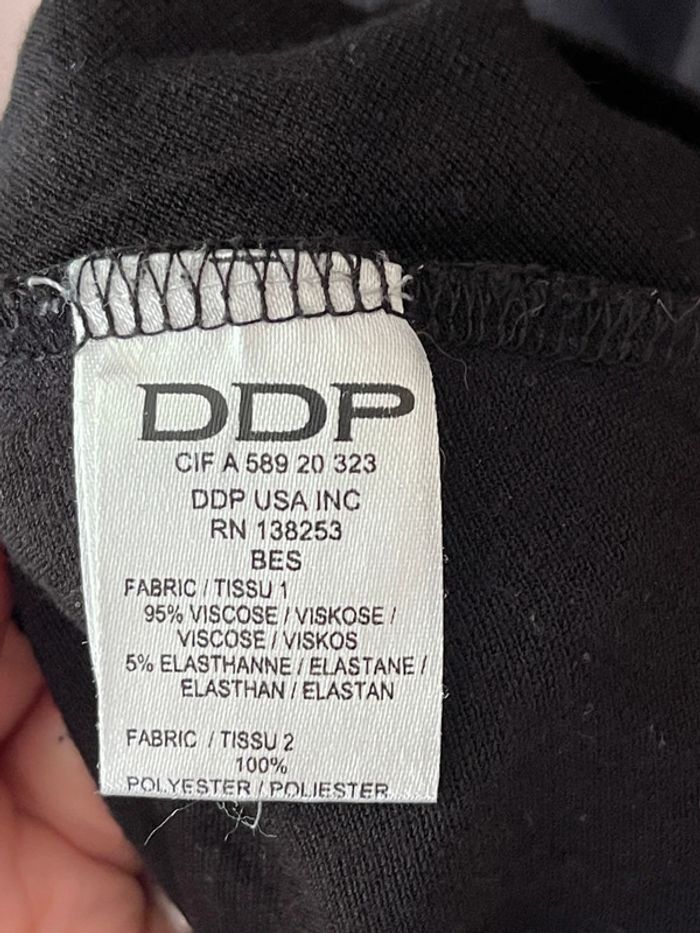 DDP
CIF A 589 20 323
DDP USA INC
RN 138253
BES
FABRIC / TISSU 1
95% VISCOSE / VISKOSE /
VISCOSE / VISKOS
5% ELASTHANNE / ELASTANE /
ELASTHAN / ELASTAN
FABRIC / TISSU 2
100%
POLYESTER / POLIESTER